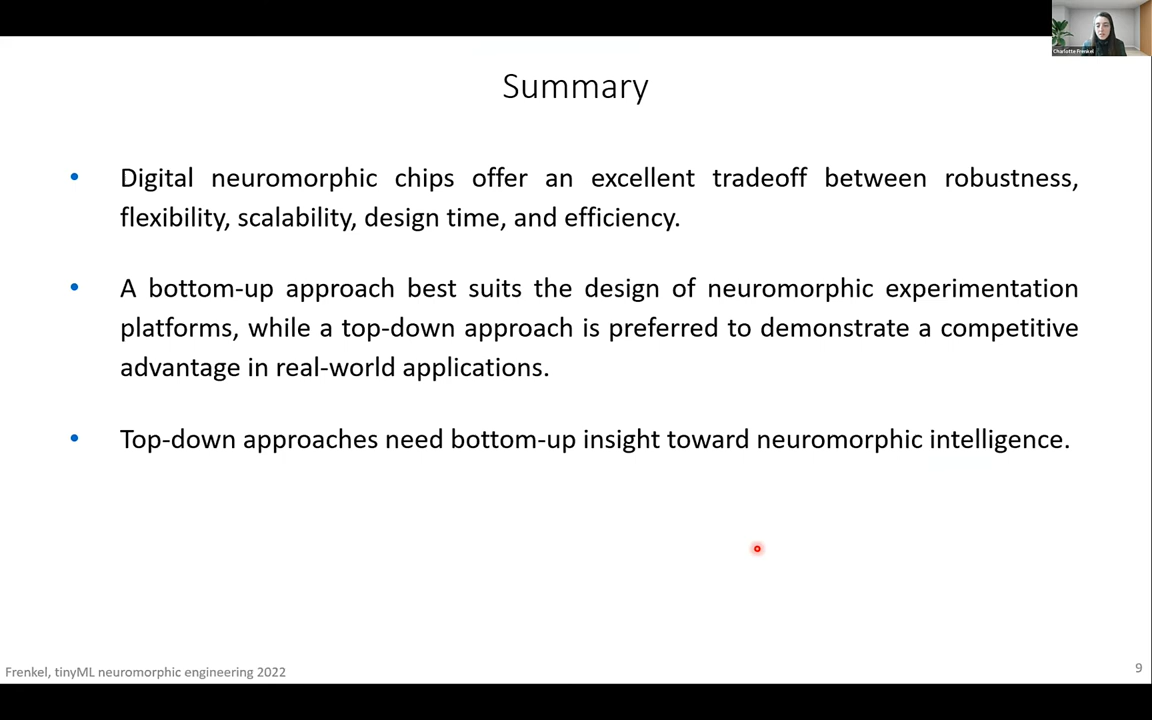 Charlotte Frenkel
Summary
• Digital neuromorphic chips offer an excellent tradeoff between robustness,
flexibility, scalability, design time, and efficiency.
• A bottom-up approach best suits the design of neuromorphic experimentation
platforms, while a top-down approach is preferred to demonstrate a competitive
advantage in real-world applications.
• Top-down approaches need bottom-up insight toward neuromorphic intelligence.
Frenkel, tinyML neuromorphic engineering 2022
9